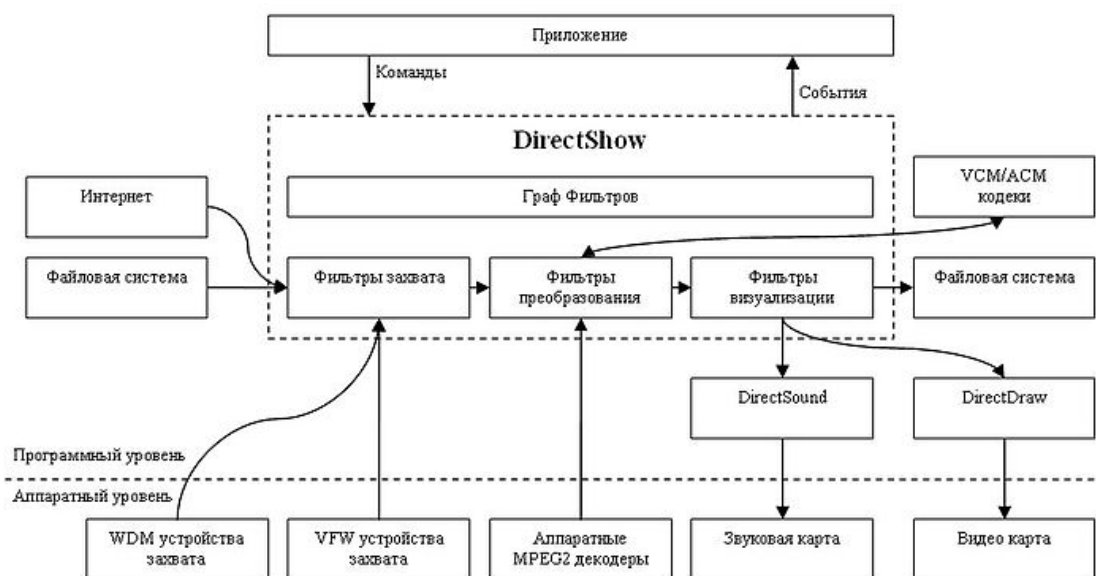 Приложение
Команды
События
DirectShow
Граф Фильтров
VCM/ACM
кодеки
Интернет
Файловая система
Фильтры захвата
Фильтры
преобразования
Фильтры
визуализации
Файловая система
DirectSound
DirectDraw
Программный уровень
Аппаратный уровень
WDM устройства
захвата
VFW устройства
захвата
Аппаратные
MPEG2 декодеры
Звуковая карта
Видео карта